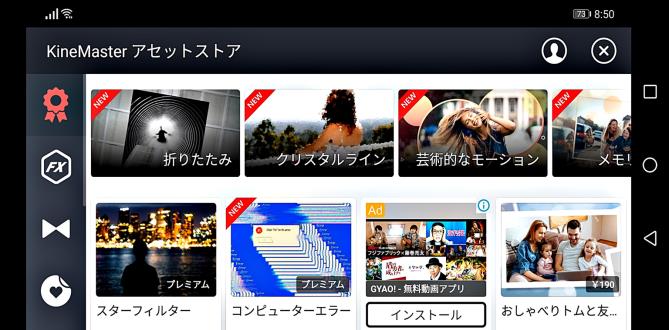 73 8:50
KineMaster アセットストア
NEW
折りたたみ
NEW
クリスタルライン
NEW
芸術的なモーション
NEW
メモリ
FX
プレミアム
スターフィルター
NEW
プレミアム
コンピューターエラー
Ad
GYAO! - 無料動画アプリ
インストール
¥190
おしゃべりトムと友...